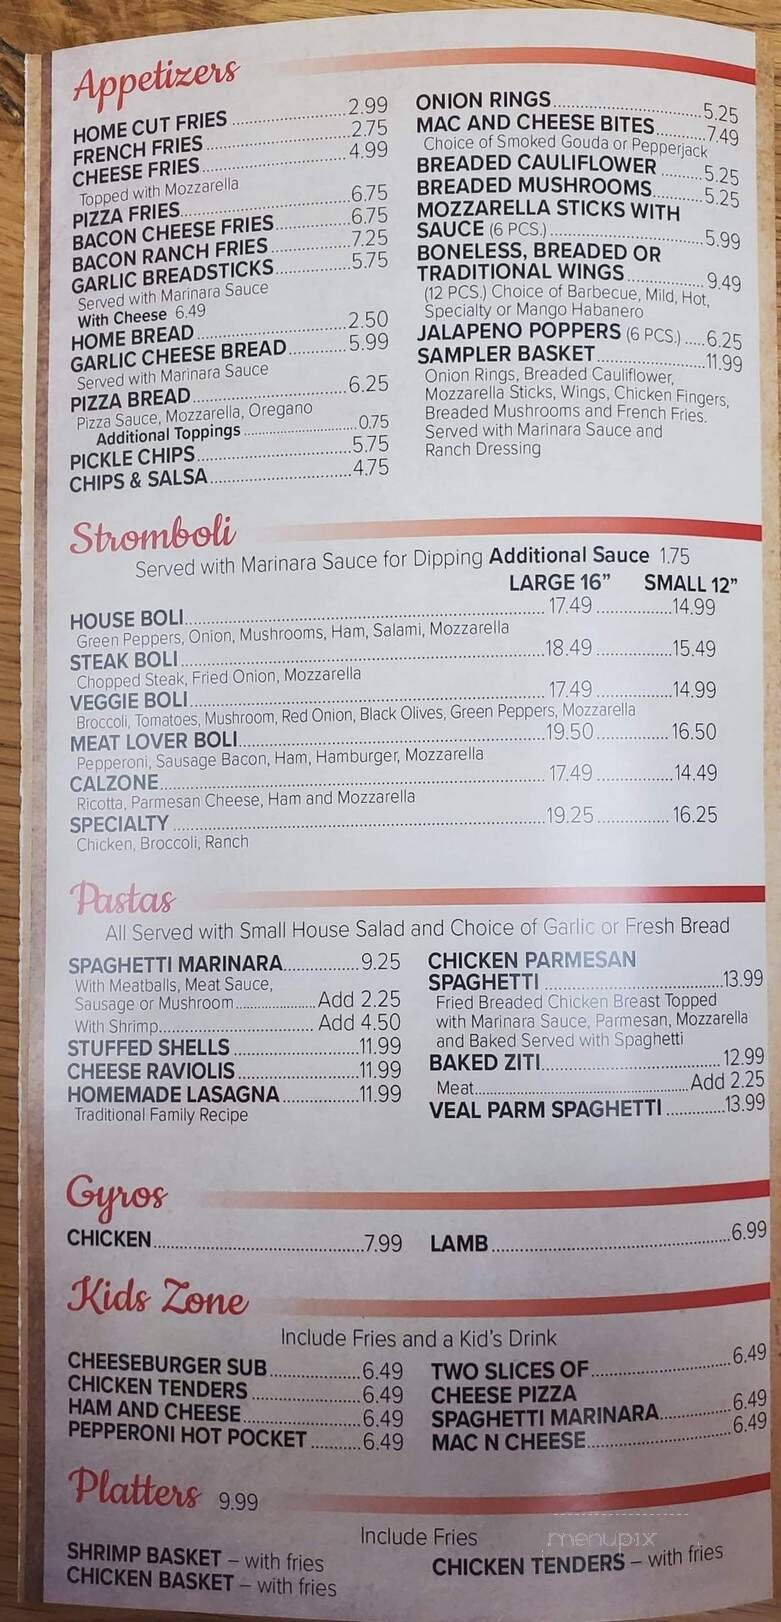 Appetizers
HOME CUT FRIES 2.99
FRENCH FRIES 2.75
CHEESE FRIES 4.99
Topped with Mozzarella
PIZZA FRIES 6.75
BACON CHEESE FRIES 6.75
BACON RANCH FRIES 7.25
GARLIC BREADSTICKS 5.75
Served with Marinara Sauce
With Cheese 6.49
HOME BREAD 2.50
GARLIC CHEESE BREAD 5.99
Served with Marinara Sauce
PIZZA BREAD 6.25
Pizza Sauce, Mozzarella, Oregano
Additional Toppings 0.75
PICKLE CHIPS 5.75
CHIPS & SALSA 4.75
ONION RINGS 5.25
MAC AND CHEESE BITES 7.49
Choice of Smoked Gouda or Pepperjack
BREADED CAULIFLOWER 5.25
BREADED MUSHROOMS 5.25
MOZZARELLA STICKS WITH
SAUCE (6 PCS.) 5.99
BONELESS, BREADED OR
TRADITIONAL WINGS 9.49
(12 PCS.) Choice of Barbecue, Mild, Hot,
Specialty or Mango Habanero
JALAPENO POPPERS (6 PCS.) 6.25
SAMPLER BASKET 11.99
Onion Rings, Breaded Cauliflower,
Mozzarella Sticks, Wings, Chicken Fingers,
Breaded Mushrooms and French Fries.
Served with Marinara Sauce and
Ranch Dressing
Stromboli
Served with Marinara Sauce for Dipping Additional Sauce 1.75
LARGE 16" SMALL 12"
HOUSE BOLI 17.49 14.99
Green Peppers, Onion, Mushrooms, Ham, Salami, Mozzarella
STEAK BOLI 18.49 15.49
Chopped Steak, Fried Onion, Mozzarella
VEGGIE BOLI 17.49 14.99
Broccoli, Tomatoes, Mushroom, Red Onion, Black Olives, Green Peppers, Mozzarella
MEAT LOVER BOLI 19.50 16.50
Pepperoni, Sausage Bacon, Ham, Hamburger, Mozzarella
CALZONE 17.49 14.49
Ricotta, Parmesan Cheese, Ham and Mozzarella
SPECIALTY 19.25 16.25
Chicken, Broccoli, Ranch
Pastas
All Served with Small House Salad and Choice of Garlic or Fresh Bread
SPAGHETTI MARINARA 9.25
With Meatballs, Meat Sauce,
Sausage or Mushroom Add 2.25
With Shrimp Add 4.50
STUFFED SHELLS 11.99
CHEESE RAVIOLIS 11.99
HOMEMADE LASAGNA 11.99
Traditional Family Recipe
CHICKEN PARMESAN
SPAGHETTI 13.99
Fried Breaded Chicken Breast Topped
with Marinara Sauce, Parmesan, Mozzarella
and Baked Served with Spaghetti
BAKED ZITI 12.99
Meat Add 2.25
VEAL PARM SPAGHETTI 13.99
Gyros
CHICKEN 7.99
LAMB 6.99
Kids Zone
Include Fries and a Kid's Drink
CHEESEBURGER SUB 6.49
CHICKEN TENDERS 6.49
HAM AND CHEESE 6.49
PEPPERONI HOT POCKET 6.49
TWO SLICES OF 6.49
CHEESE PIZZA
SPAGHETTI MARINARA 6.49
MAC N CHEESE 6.49
Platters 9.99
Include Fries
SHRIMP BASKET – with fries
CHICKEN BASKET – with fries
CHICKEN TENDERS – with fries
menupix